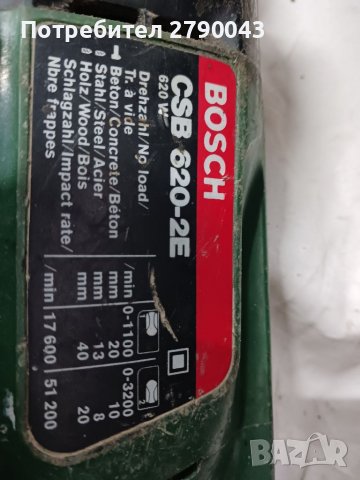 Потребител 2790043
BOSCH
CSB 620-2E
620 W
Drehzahl/No load/ /min 0-1100 0-3200
Tr. à vide
Beton/Concrete/Béton mm 20 10
Stahl/Steel/Acier mm 13 8
Holz/Wood/Bois mm 40 20
Schlagzahl/Impact rate/ /min 17 600 51 200
Nbre frappes
BAZAR